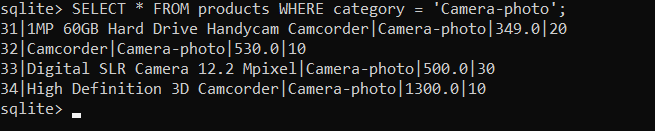 sqlite> SELECT * FROM products WHERE category = 'Camera-photo';
31|1MP 60GB Hard Drive Handycam Camcorder|Camera-photo|349.0|20
32|Camcorder|Camera-photo|530.0|10
33|Digital SLR Camera 12.2 Mpixel|Camera-photo|500.0|30
34|High Definition 3D Camcorder|Camera-photo|1300.0|10
sqlite>